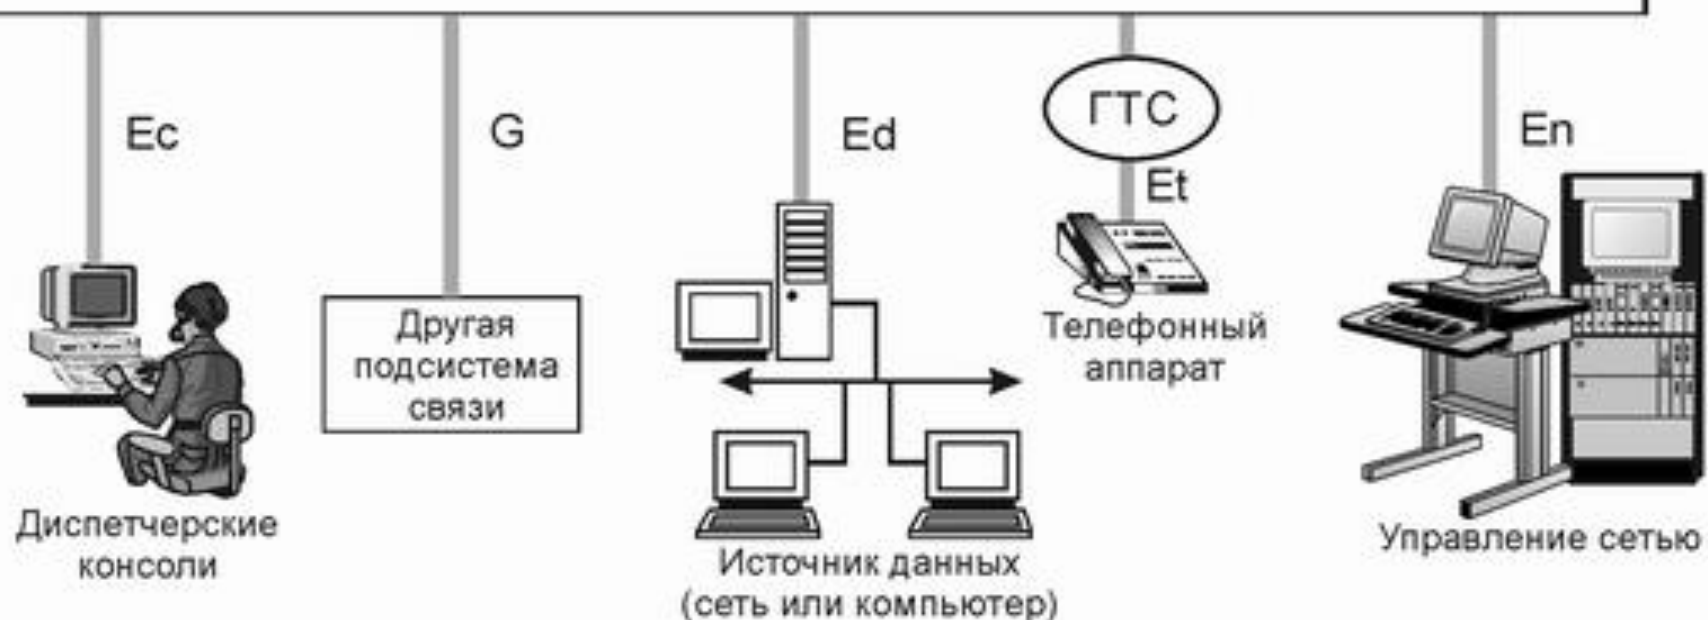 ГТС
Ec
G
Ed
En
Et
Другая
подсистема
связи
Телефонный
аппарат
Диспетчерские
консоли
Источник данных
(сеть или компьютер)
Управление сетью